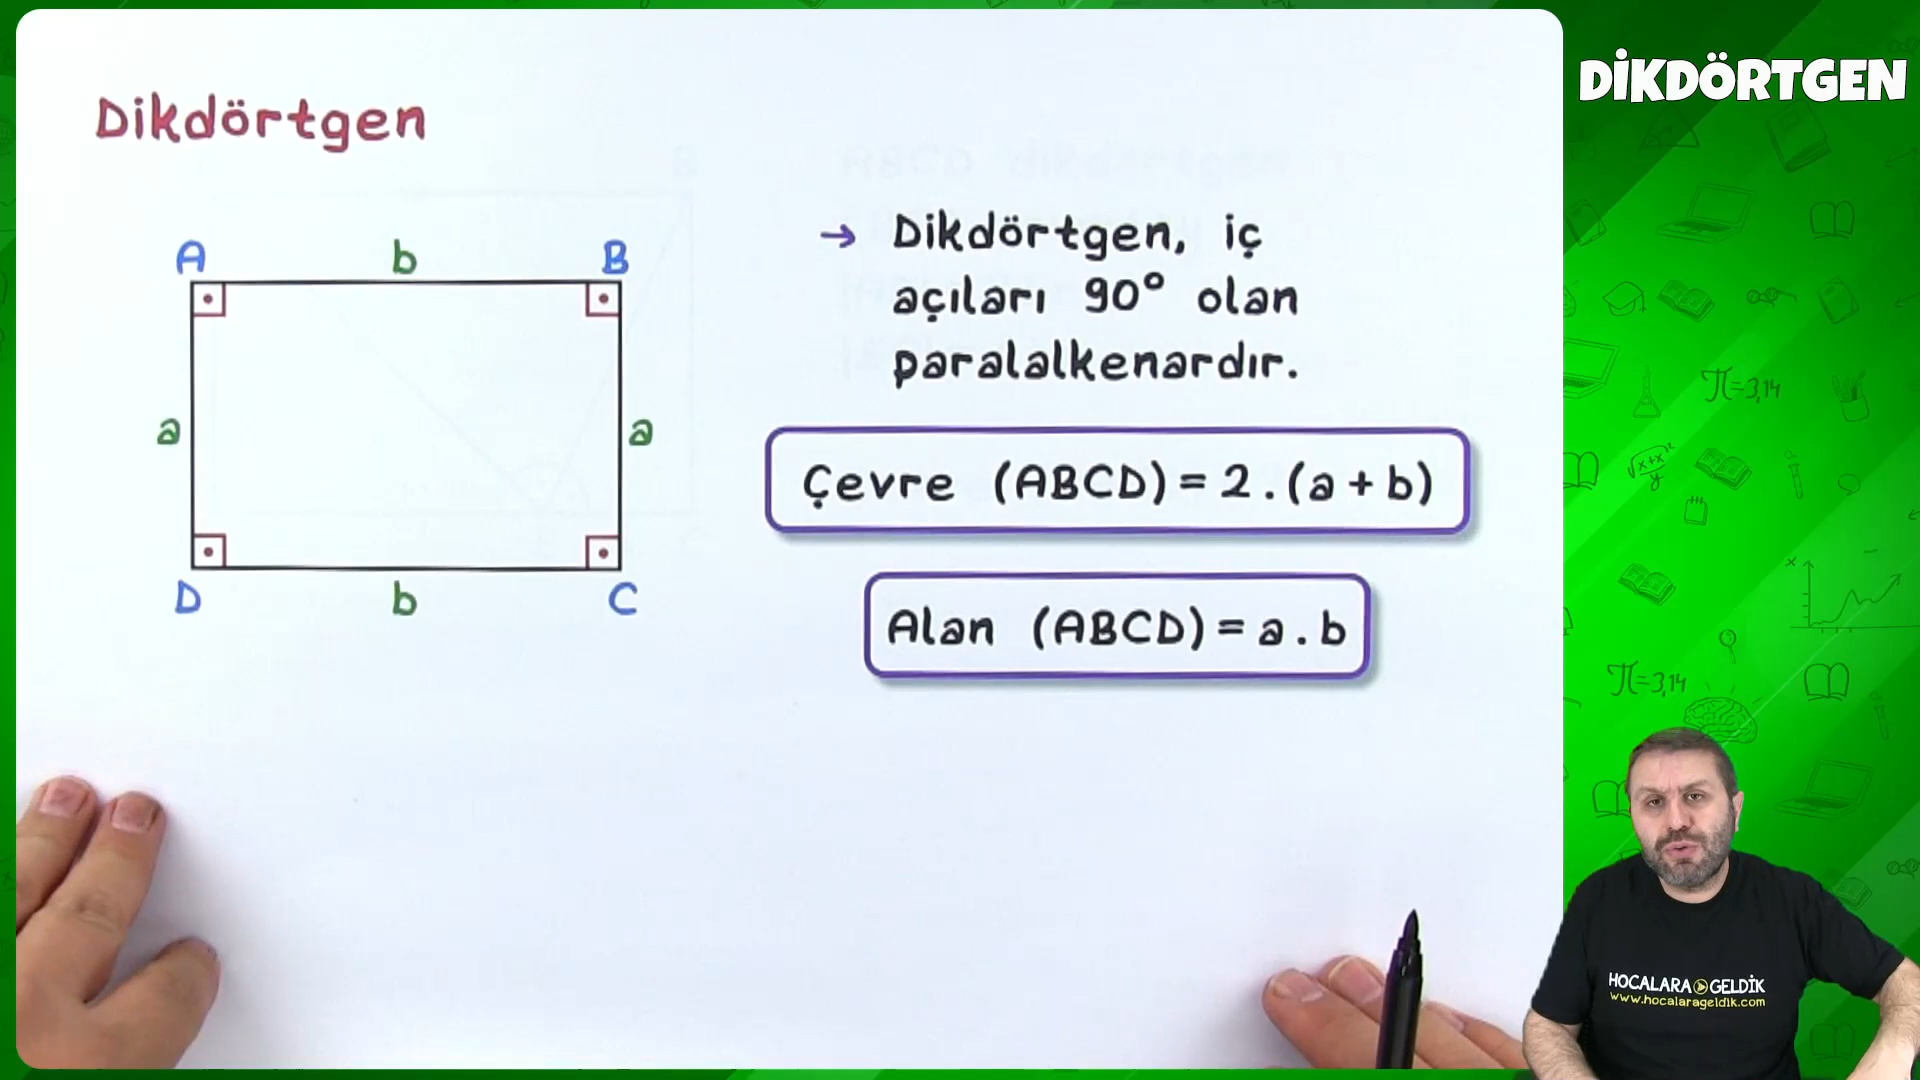 DİKDÖRTGEN
Dikdörtgen
A b B
a a
D b C
→ Dikdörtgen, iç
açıları 90° olan
paralalkenardır.
Çevre (ABCD) = 2.(a + b)
Alan (ABCD) = a.b
π=3,14
π=3,14
x
HOCALARA GELDİK
www.hocalarageldik.com